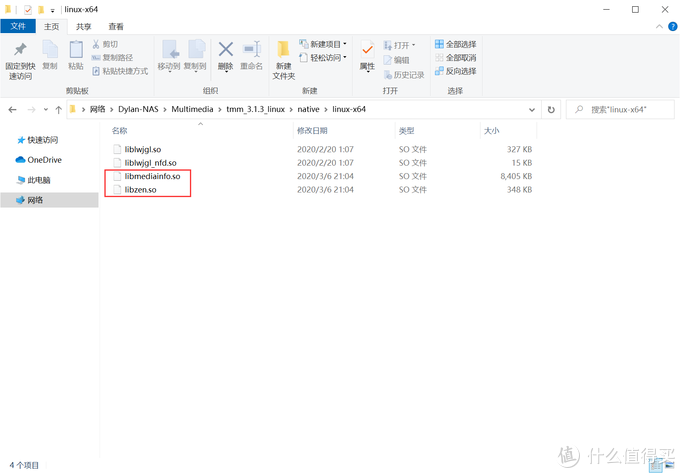 linux-x64
文件 主页 共享 查看
固定到快速访问
复制
粘贴
剪切
复制路径
粘贴快捷方式
剪贴板
移动到 复制到
删除 重命名
组织
新建文件夹
新建项目
轻松访问
新建
属性
打开
编辑
历史记录
打开
全部选择
全部取消
反向选择
选择
网络 > Dylan-NAS > Multimedia > tmm_3.1.3_linux > native > linux-x64
搜索"linux-x64"
快速访问
OneDrive
此电脑
网络
名称 修改日期 类型 大小
liblwjgl.so 2020/2/20 1:07 SO 文件 327 KB
liblwjgl_nfd.so 2020/2/20 1:07 SO 文件 15 KB
libmediainfo.so 2020/3/6 21:04 SO 文件 8,405 KB
libzen.so 2020/3/6 21:04 SO 文件 348 KB
4 个项目
值 什么值得买